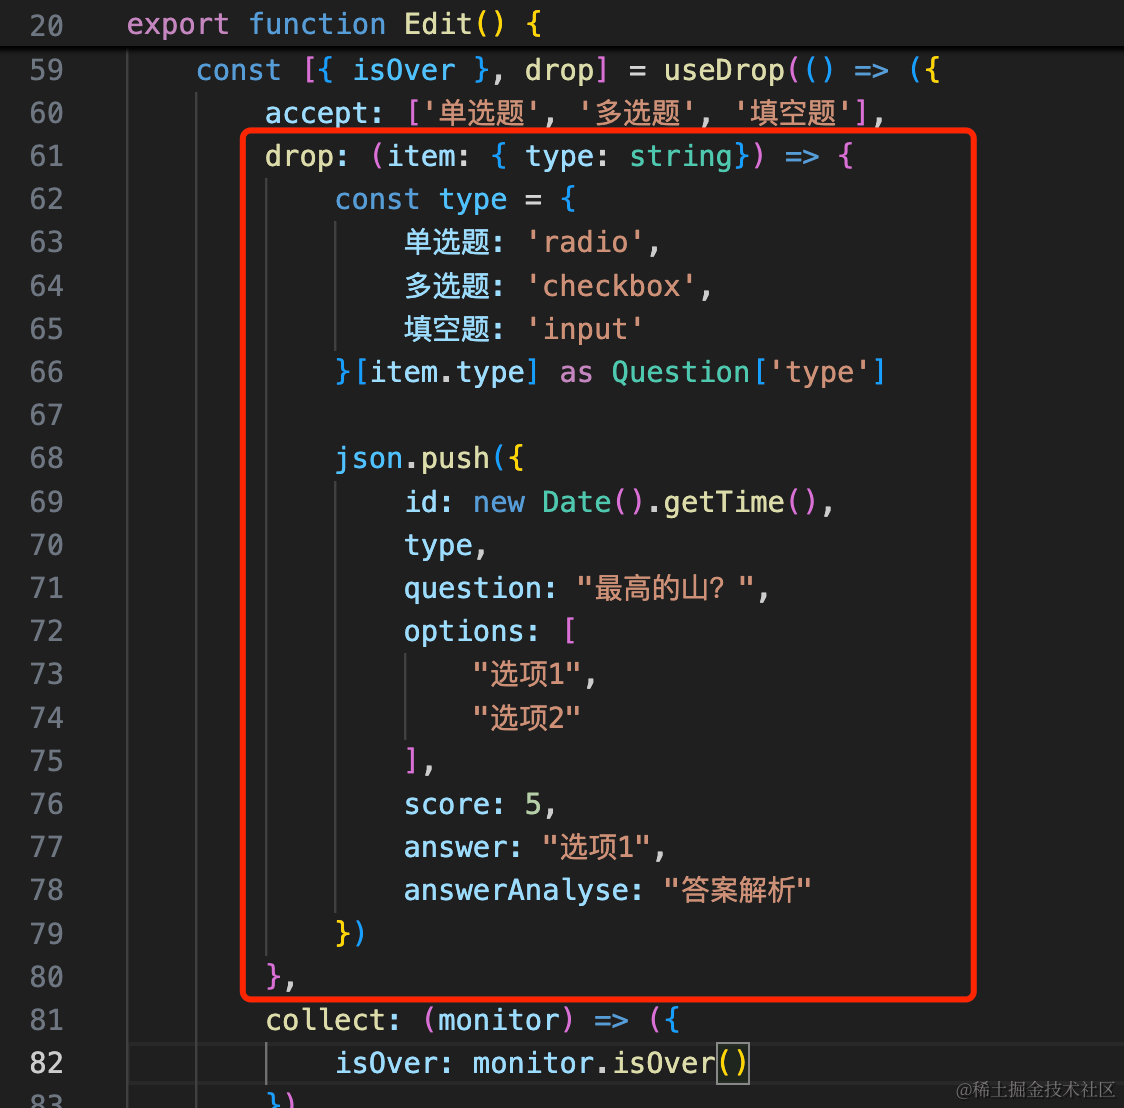 20 export function Edit() {
59 const [{ isOver }, drop] = useDrop(() => ({
60 accept: ['单选题', '多选题', '填空题'],
61 drop: (item: { type: string}) => {
62 const type = {
63 单选题: 'radio',
64 多选题: 'checkbox',
65 填空题: 'input'
66 }[item.type] as Question['type']
67
68 json.push({
69 id: new Date().getTime(),
70 type,
71 question: "最高的山？",
72 options: [
73 "选项1",
74 "选项2"
75 ],
76 score: 5,
77 answer: "选项1",
78 answerAnalyse: "答案解析"
79 })
80 },
81 collect: (monitor) => ({
82 isOver: monitor.isOver()
83 })
@稀土掘金技术社区